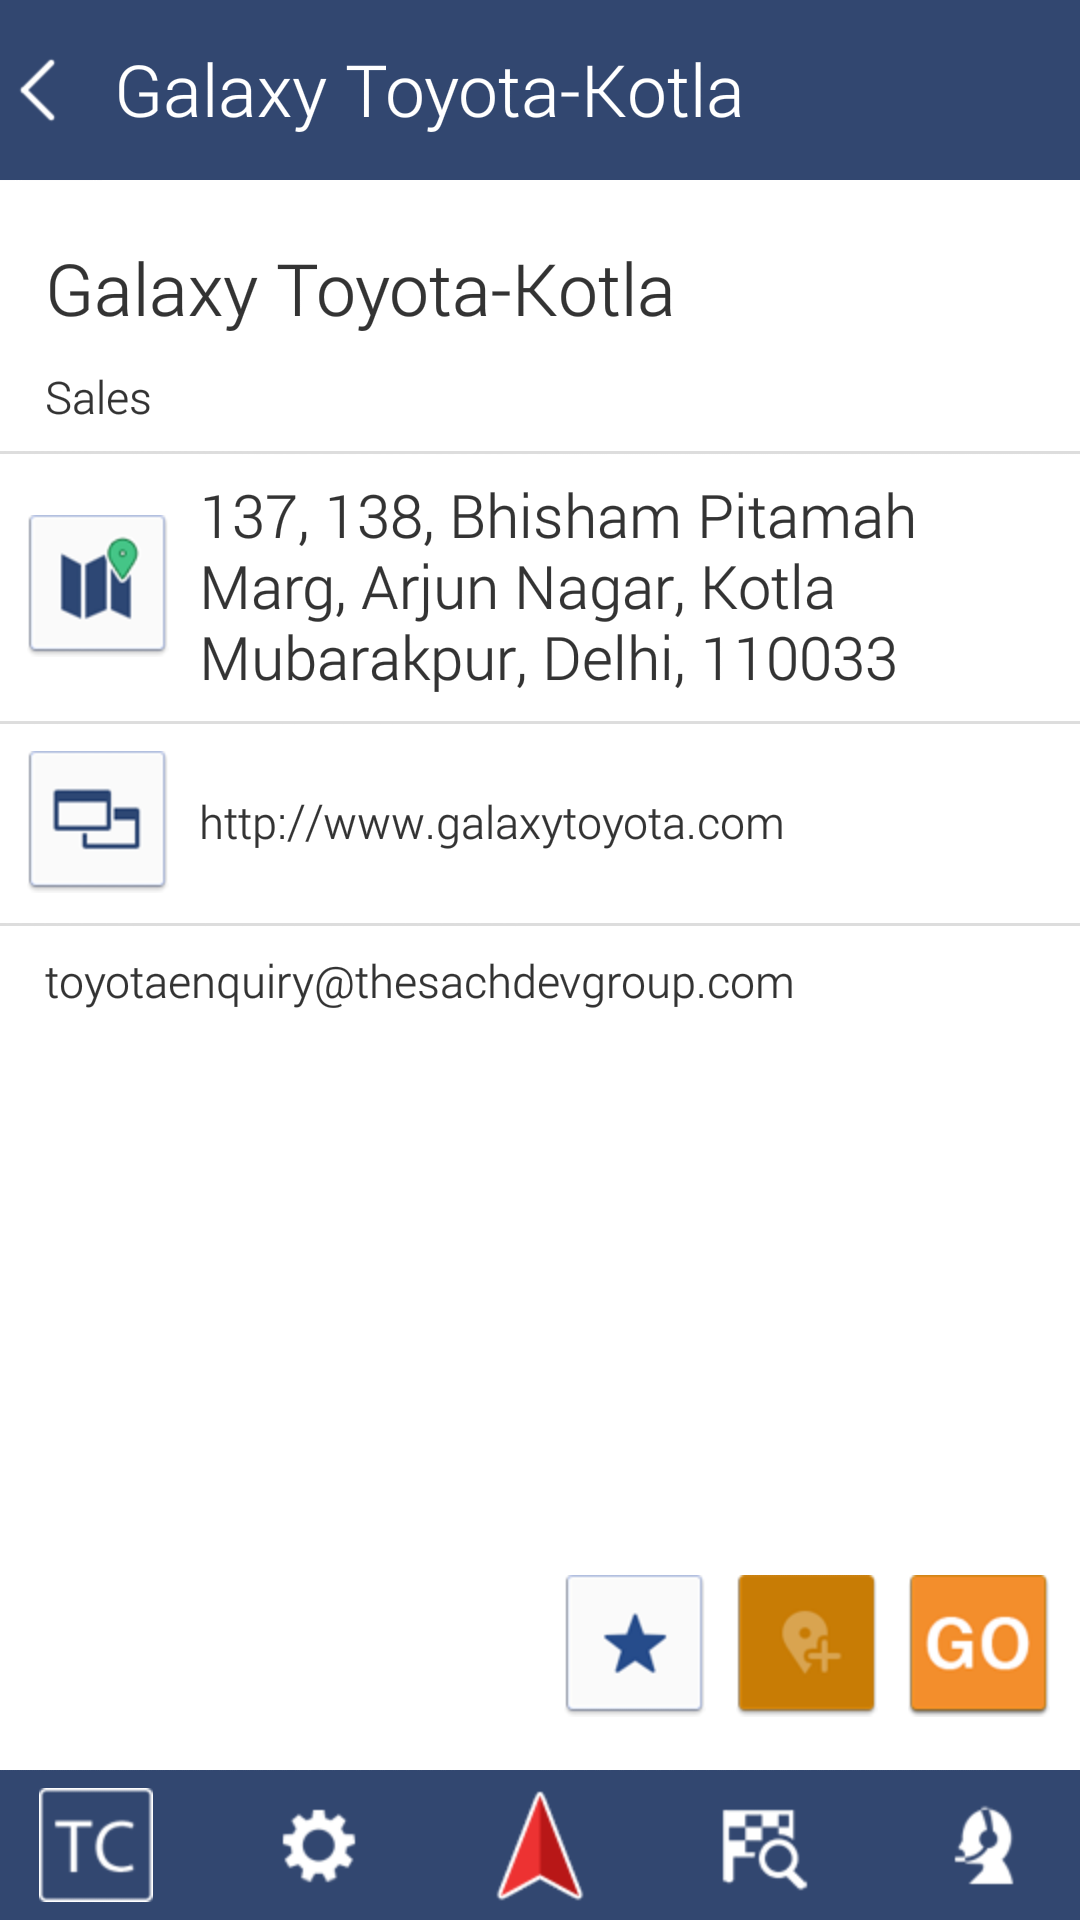 Galaxy Toyota-Kotla
Galaxy Toyota-Kotla
Sales
137, 138, Bhisham Pitamah
Marg, Arjun Nagar, Kotla
Mubarakpur, Delhi, 110033
http://www.galaxytoyota.com
toyotaenquiry@thesachdevgroup.com
GO
TC